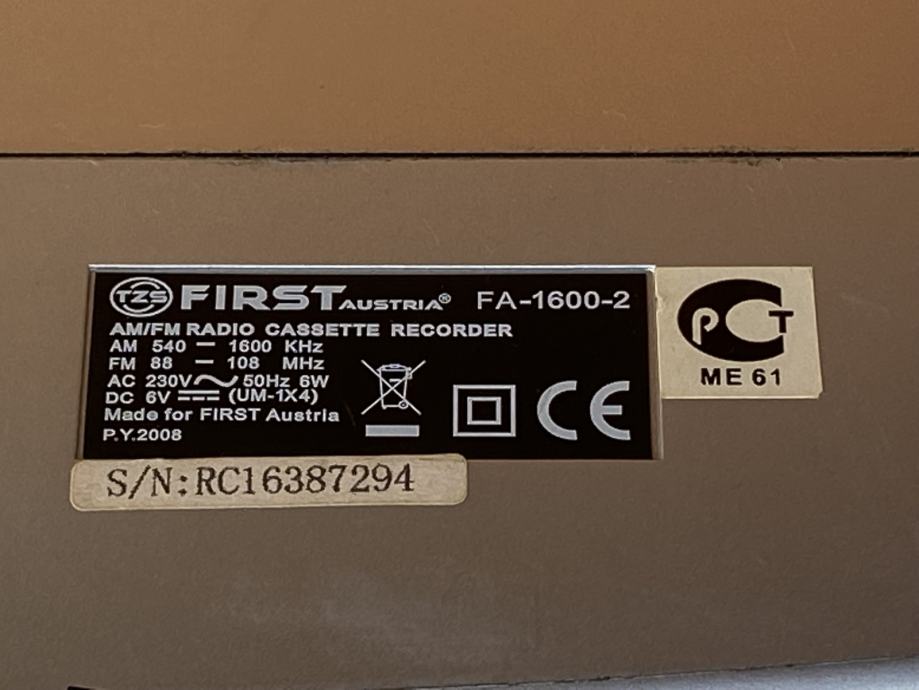 TZS FIRST AUSTRIA® FA-1600-2
AM/FM RADIO CASSETTE RECORDER
AM 540 — 1600 KHz
FM 88 — 108 MHz
AC 230V 50Hz 6W
DC 6V (UM-1X4)
Made for FIRST Austria
P.Y.2008
CE
РСТ
ME 61
S/N:RC16387294